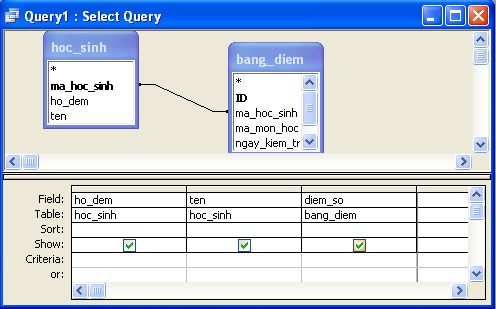 Query1 : Select Query
hoc_sinh
*
ma_hoc_sinh
ho_dem
ten
bang_diem
*
ID
ma_hoc_sinh
ma_mon_hoc
ngay_kiem_tr
Field: ho_dem ten diem_so
Table: hoc_sinh hoc_sinh bang_diem
Sort:
Show:
Criteria:
or: